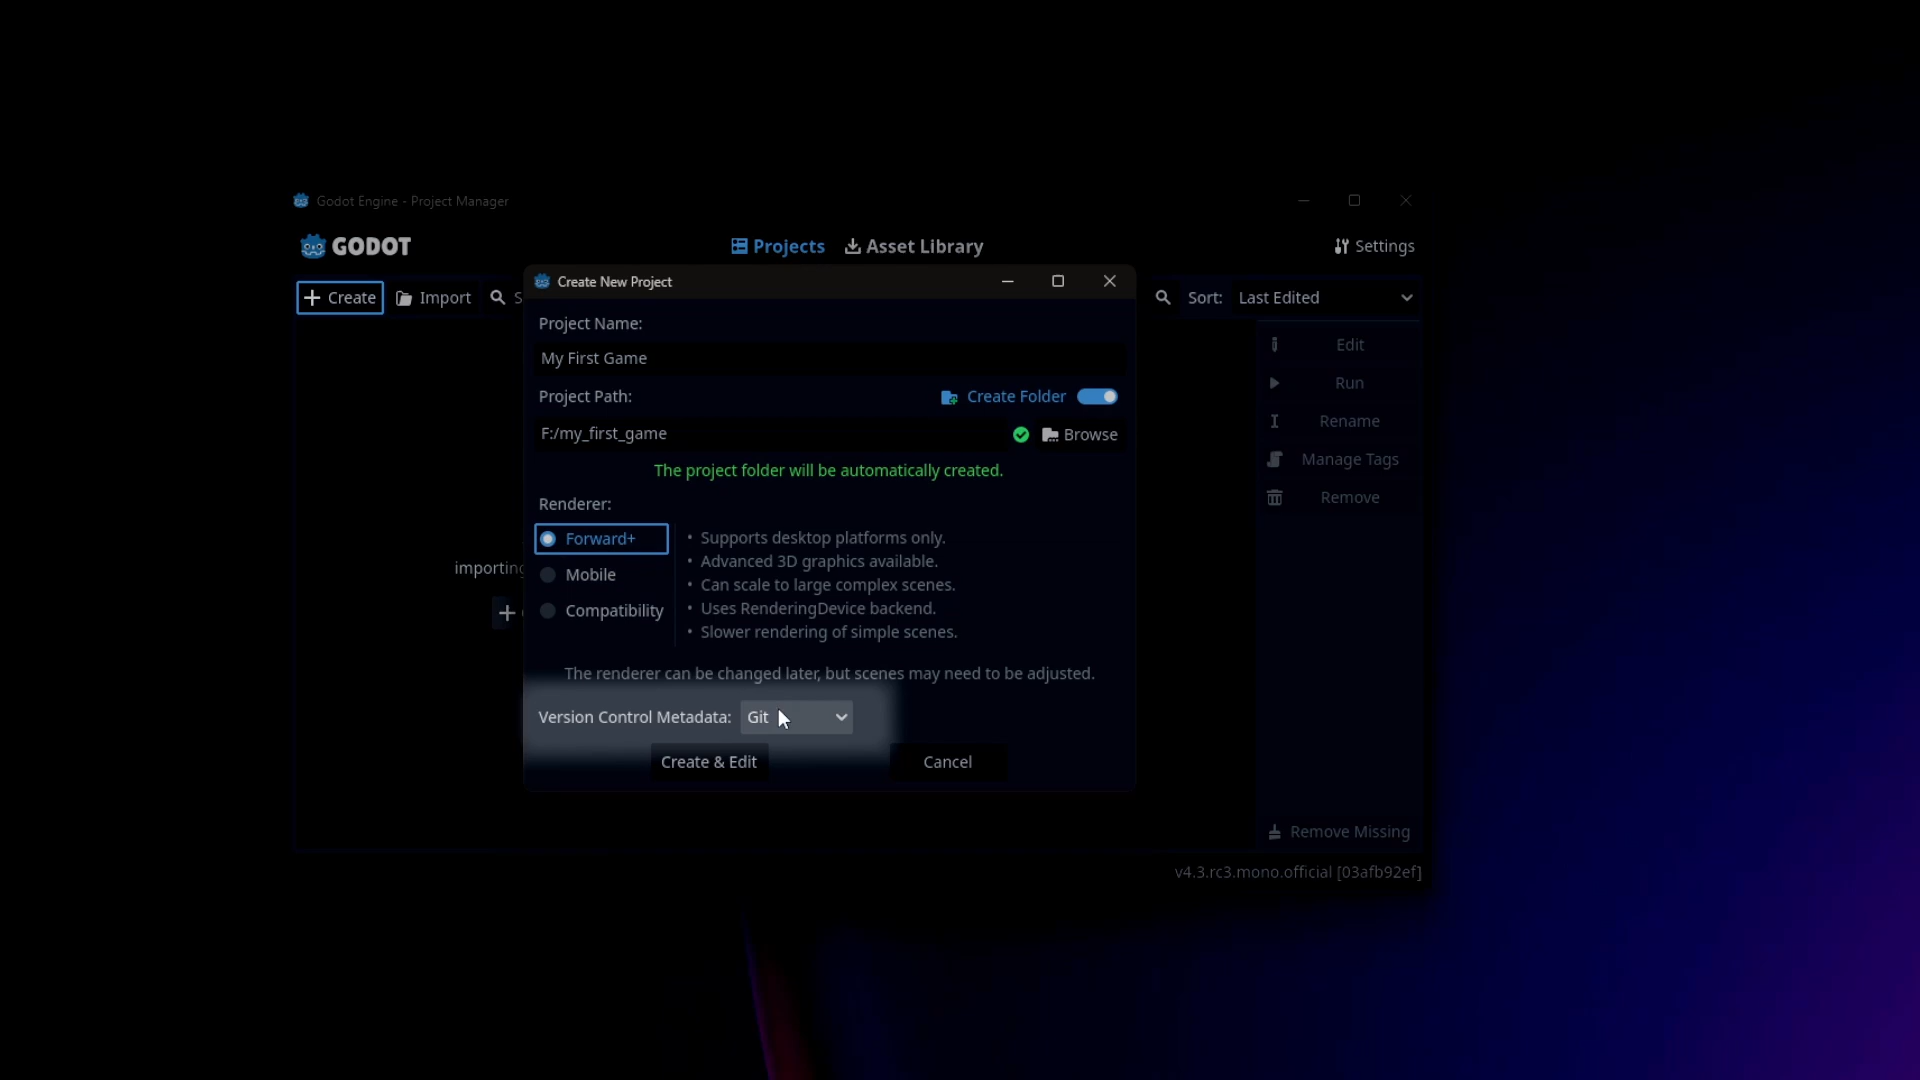 Godot Engine - Project Manager
GODOT
Projects
Asset Library
Settings
Create New Project
Create
Import
S
Sort:
Last Edited
Project Name:
My First Game
Project Path:
Create Folder
F:/my_first_game
Browse
The project folder will be automatically created.
Renderer:
Forward+
Mobile
Compatibility
• Supports desktop platforms only.
• Advanced 3D graphics available.
• Can scale to large complex scenes.
• Uses RenderingDevice backend.
• Slower rendering of simple scenes.
The renderer can be changed later, but scenes may need to be adjusted.
Version Control Metadata:
Git
Create & Edit
Cancel
importing
Edit
Run
Rename
Manage Tags
Remove
Remove Missing
v4.3.rc3.mono.official [03afb92ef]